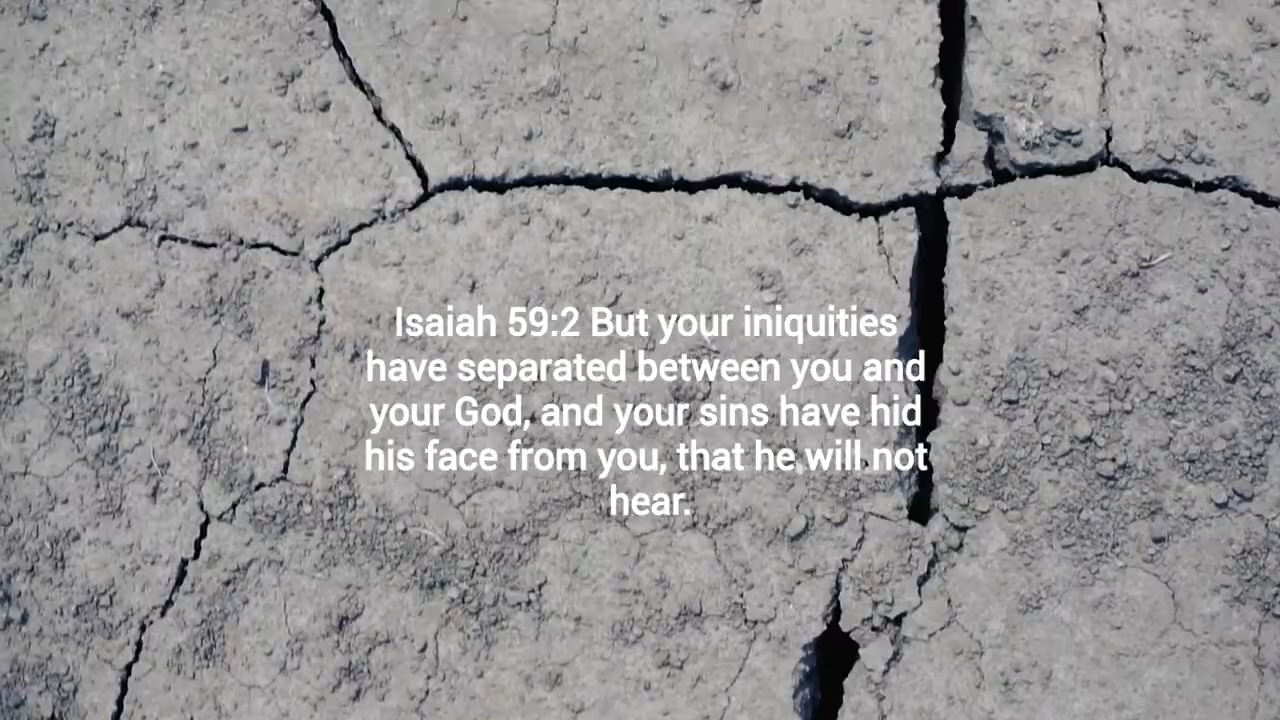 Isaiah 59:2 But your iniquities
have separated between you and
your God, and your sins have hid
his face from you, that he will not
hear.